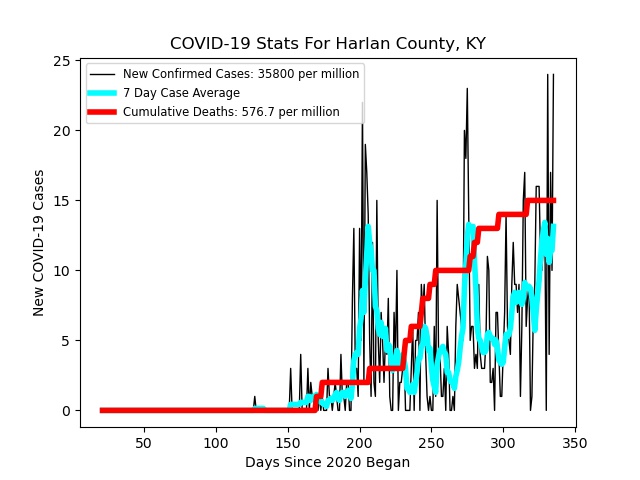 COVID-19 Stats For Harlan County, KY
New Confirmed Cases: 35800 per million
7 Day Case Average
Cumulative Deaths: 576.7 per million
New COVID-19 Cases
25
20
15
10
5
0
50 100 150 200 250 300 350
Days Since 2020 Began